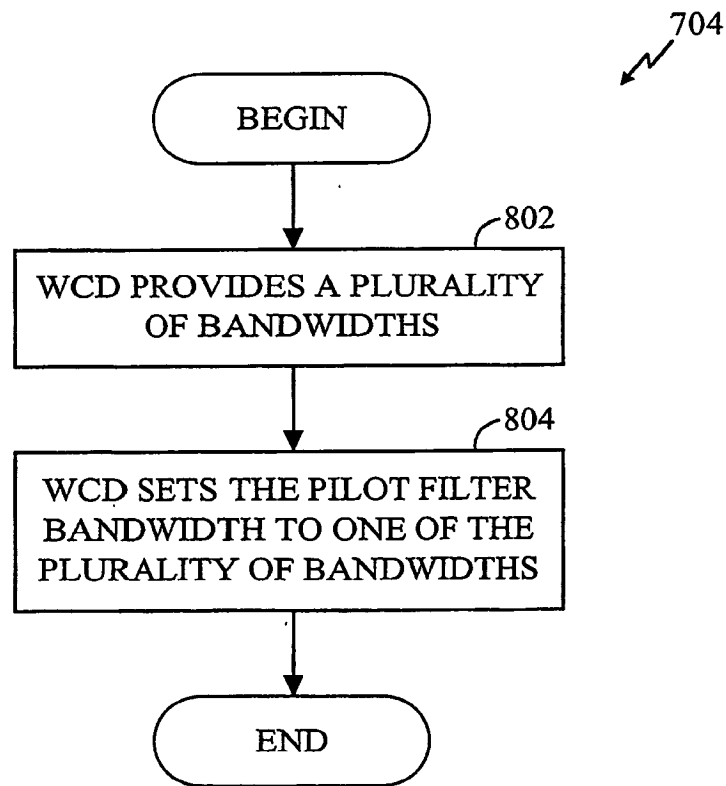 704
BEGIN
802
WCD PROVIDES A PLURALITY
OF BANDWIDTHS
804
WCD SETS THE PILOT FILTER
BANDWIDTH TO ONE OF THE
PLURALITY OF BANDWIDTHS
END